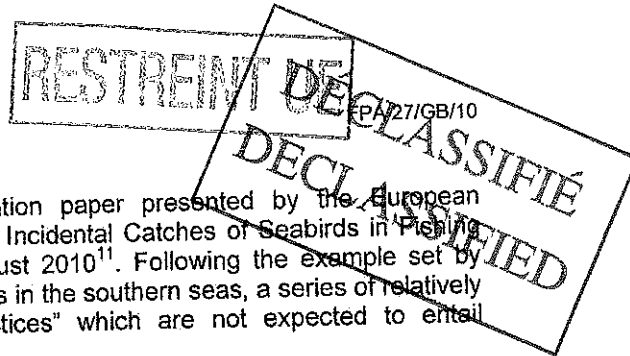 RESTREINT UE
FPA/27/GB/10
DÉCLASSIFIÉ
DECLASSIFIED
ation paper presented by the European
Incidental Catches of Seabirds in Fishing
ust 2010¹¹. Following the example set by
s in the southern seas, a series of relatively
ctices" which are not expected to entail